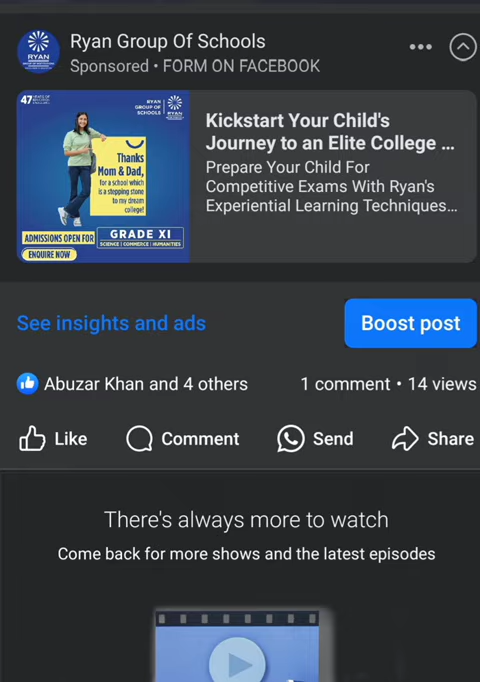 Ryan Group Of Schools
Sponsored • FORM ON FACEBOOK
RYAN
47 YEARS OF
RYAN
GROUP OF
SCHOOLS
RYAN
Thanks
Mom & Dad,
for a school which
is a stepping stone
to my dream
college!
ADMISSIONS OPEN FOR
GRADE XI
SCIENCE | COMMERCE | HUMANITIES
ENQUIRE NOW
Kickstart Your Child's
Journey to an Elite College ...
Prepare Your Child For
Competitive Exams With Ryan's
Experiential Learning Techniques...
See insights and ads
Boost post
Abuzar Khan and 4 others
1 comment • 14 views
Like
Comment
Send
Share
There's always more to watch
Come back for more shows and the latest episodes